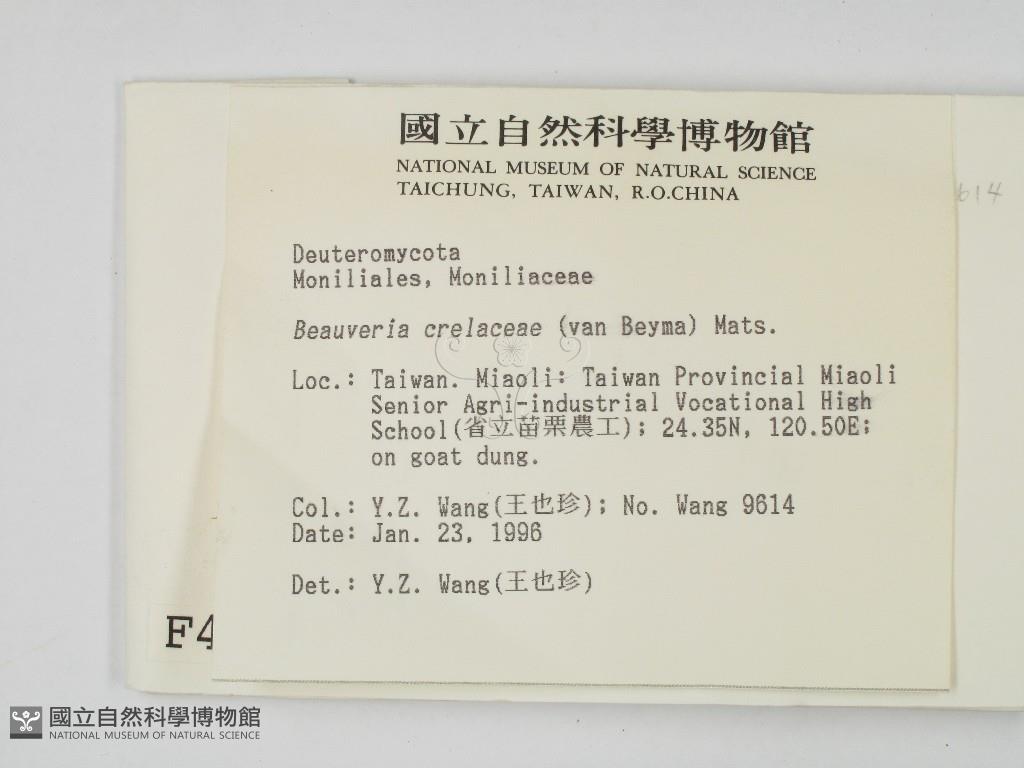 國立自然科學博物館
NATIONAL MUSEUM OF NATURAL SCIENCE
TAICHUNG, TAIWAN, R.O.CHINA
614
Deuteromycota
Moniliales, Moniliaceae
Beauveria crelaceae (van Beyma) Mats.
Loc.: Taiwan. Miaoli: Taiwan Provincial Miaoli
Senior Agri-industrial Vocational High
School(省立苗栗農工); 24.35N, 120.50E;
on goat dung.
Col.: Y.Z. Wang(王也珍); No. Wang 9614
Date: Jan. 23, 1996
Det.: Y.Z. Wang(王也珍)
F4
國立自然科學博物館
NATIONAL MUSEUM OF NATURAL SCIENCE